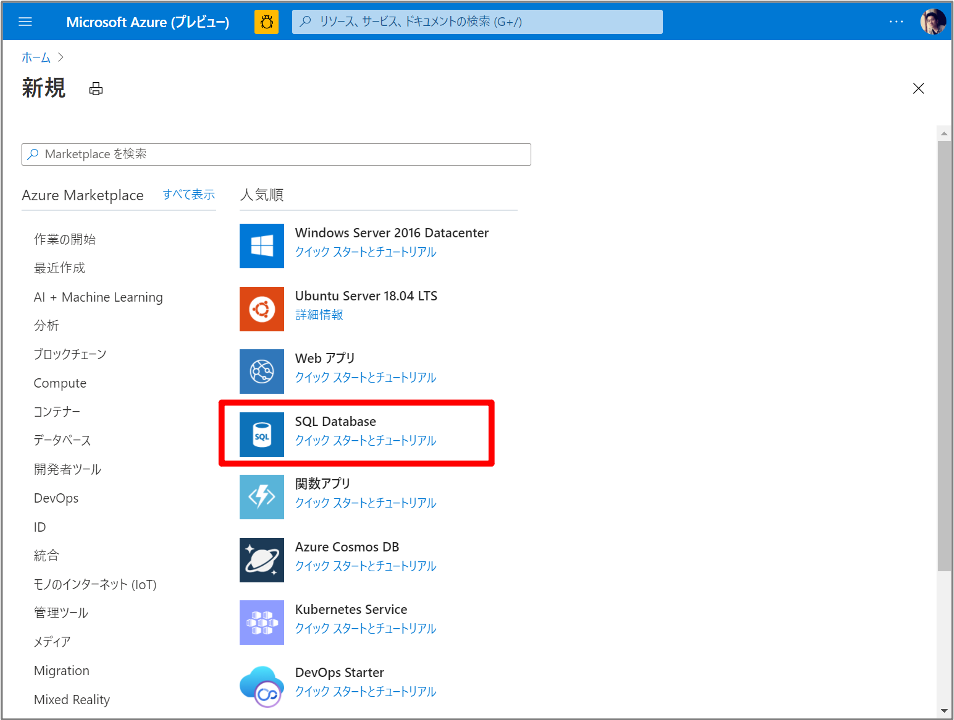 Microsoft Azure (プレビュー)
リソース、サービス、ドキュメントの検索 (G+/)
ホーム
新規
Marketplace を検索
Azure Marketplace
すべて表示
作業の開始
最近作成
AI + Machine Learning
分析
ブロックチェーン
Compute
コンテナー
データベース
開発者ツール
DevOps
ID
統合
モノのインターネット (IoT)
管理ツール
メディア
Migration
Mixed Reality
人気順
Windows Server 2016 Datacenter
クイック スタートとチュートリアル
Ubuntu Server 18.04 LTS
詳細情報
Web アプリ
クイック スタートとチュートリアル
SQL
SQL Database
クイック スタートとチュートリアル
関数アプリ
クイック スタートとチュートリアル
Azure Cosmos DB
クイック スタートとチュートリアル
Kubernetes Service
クイック スタートとチュートリアル
DevOps Starter
クイック スタートとチュートリアル